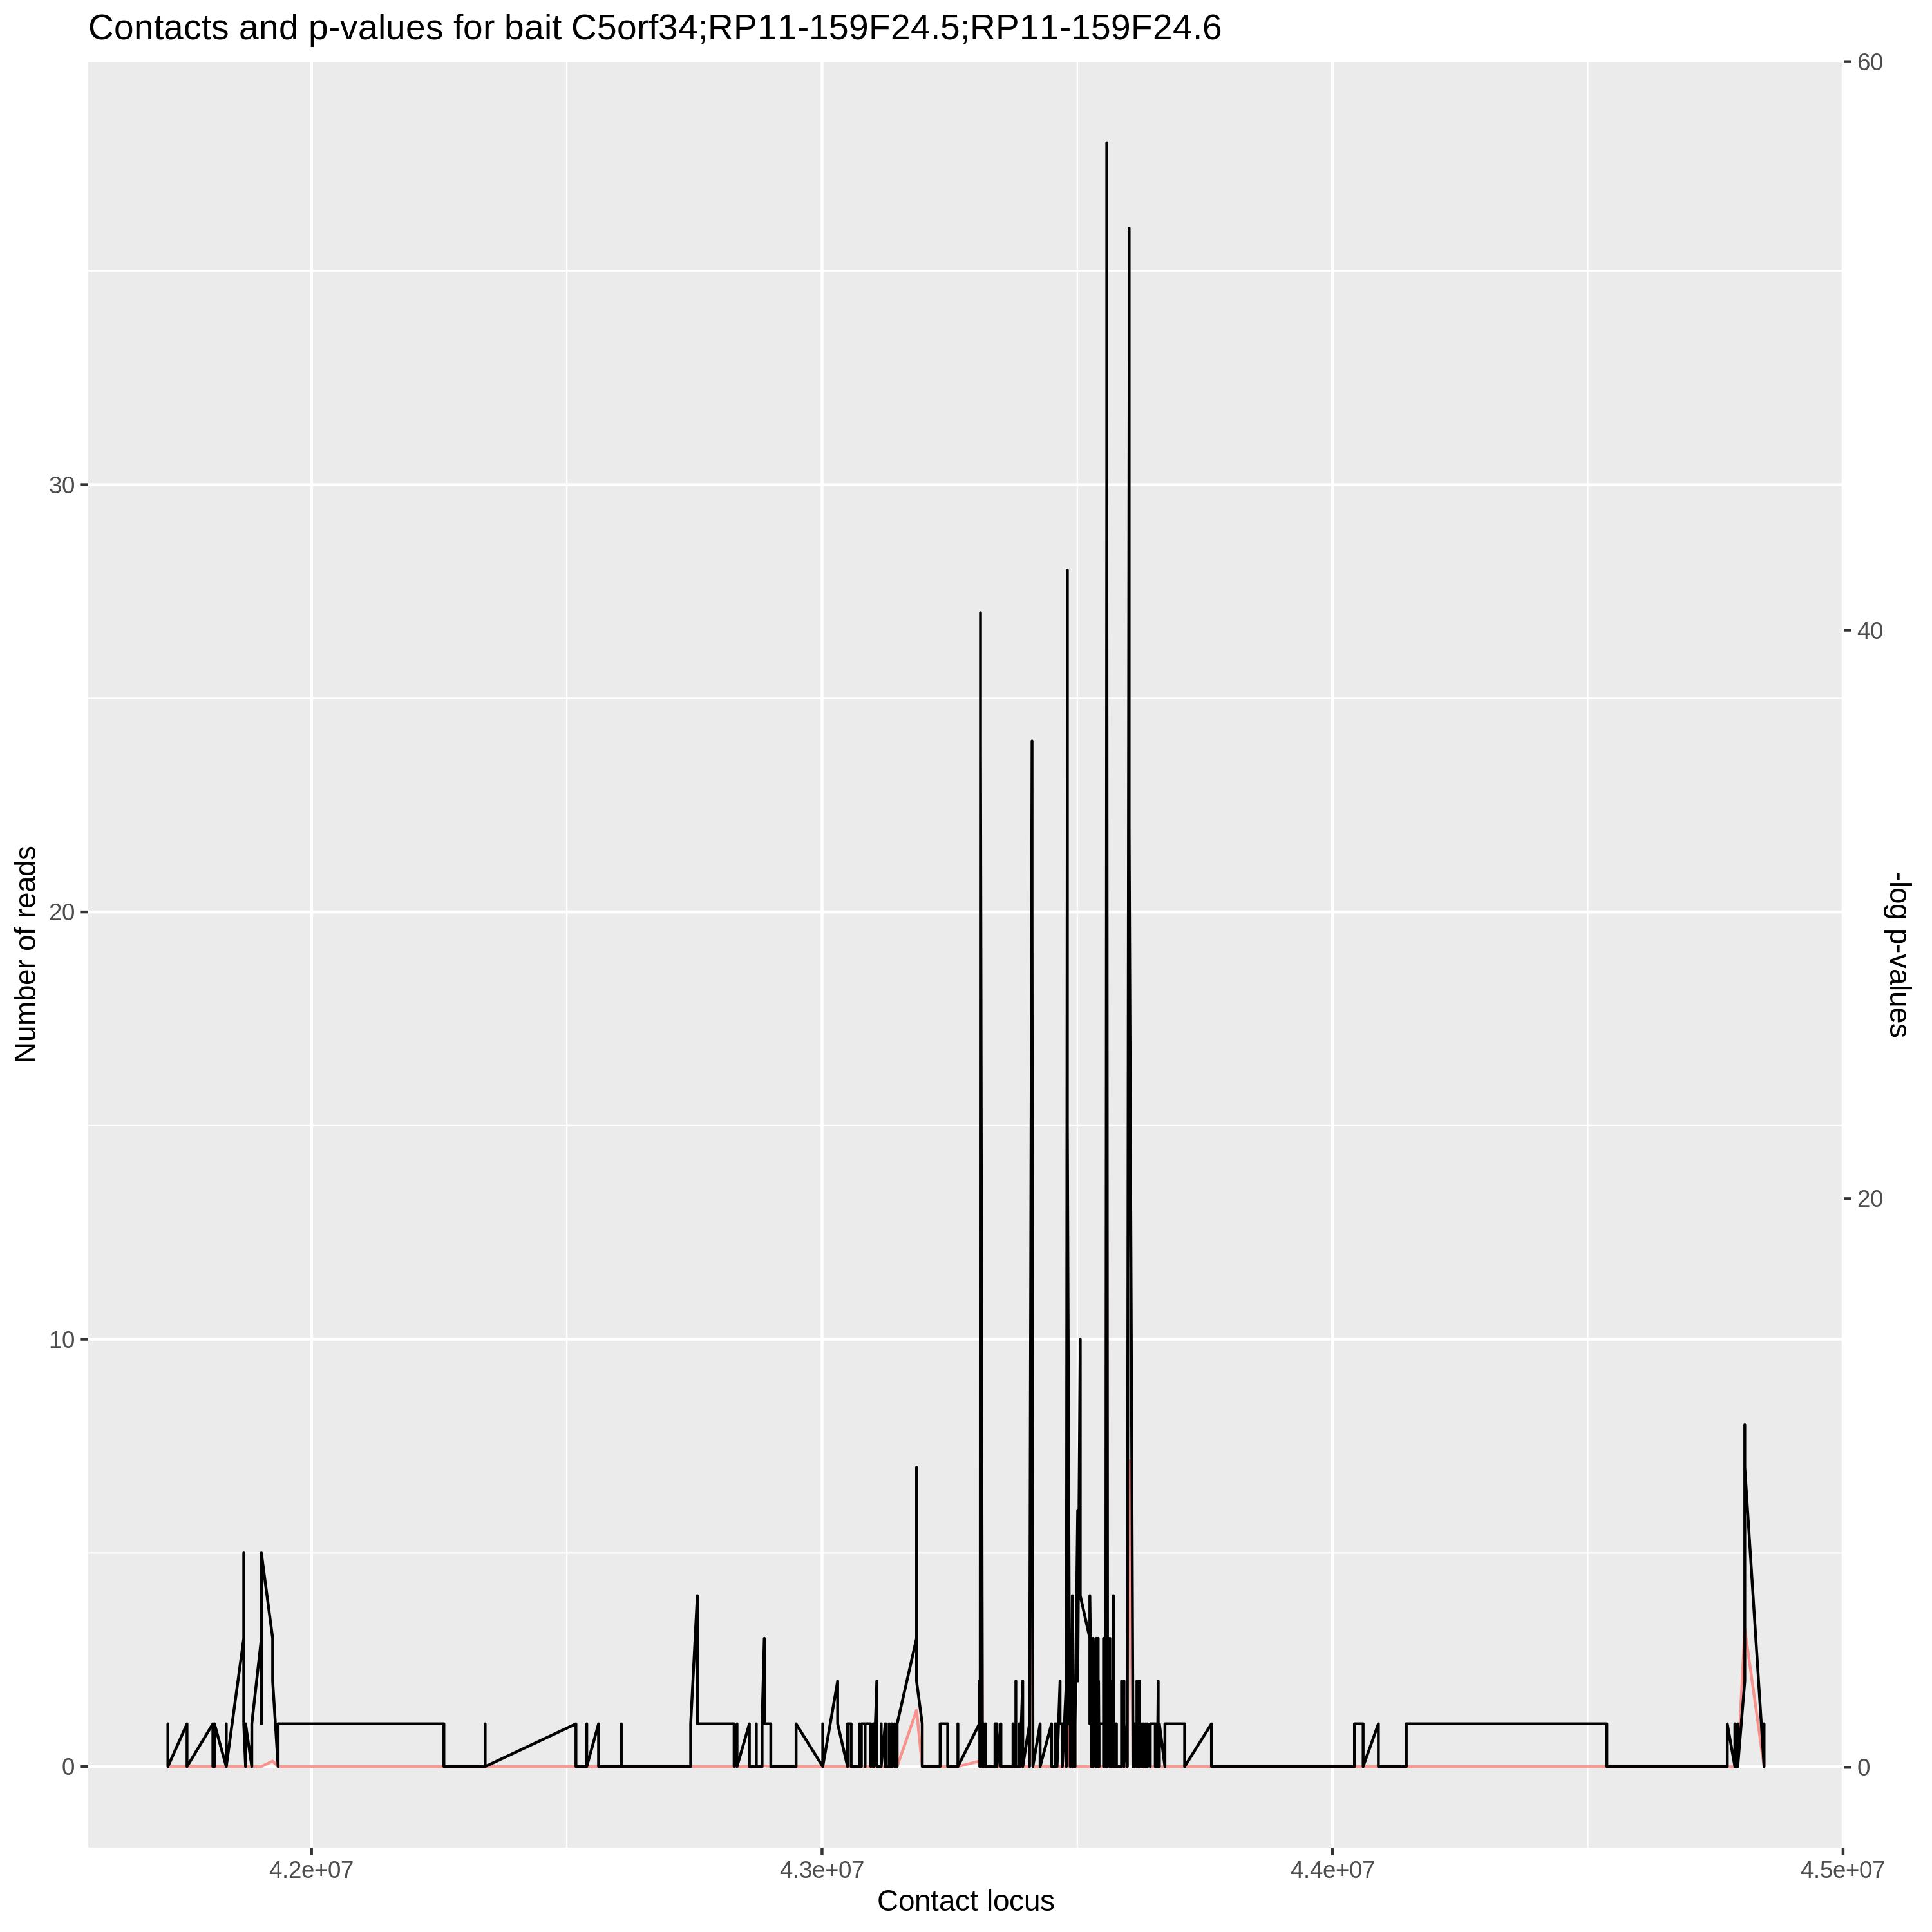 Contacts and p-values for bait C5orf34;RP11-159F24.5;RP11-159F24.6
60
30
40
20
20
10
0
0
Number of reads
-log p-values
4.2e+07
4.3e+07
4.4e+07
4.5e+07
Contact locus